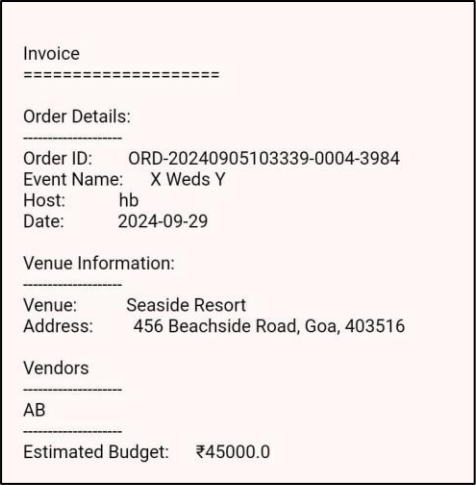 Invoice
====================
Order Details:
--------------------
Order ID: ORD-20240905103339-0004-3984
Event Name: X Weds Y
Host: hb
Date: 2024-09-29
Venue Information:
--------------------
Venue: Seaside Resort
Address: 456 Beachside Road, Goa, 403516
Vendors
--------------------
AB
--------------------
Estimated Budget: ₹45000.0